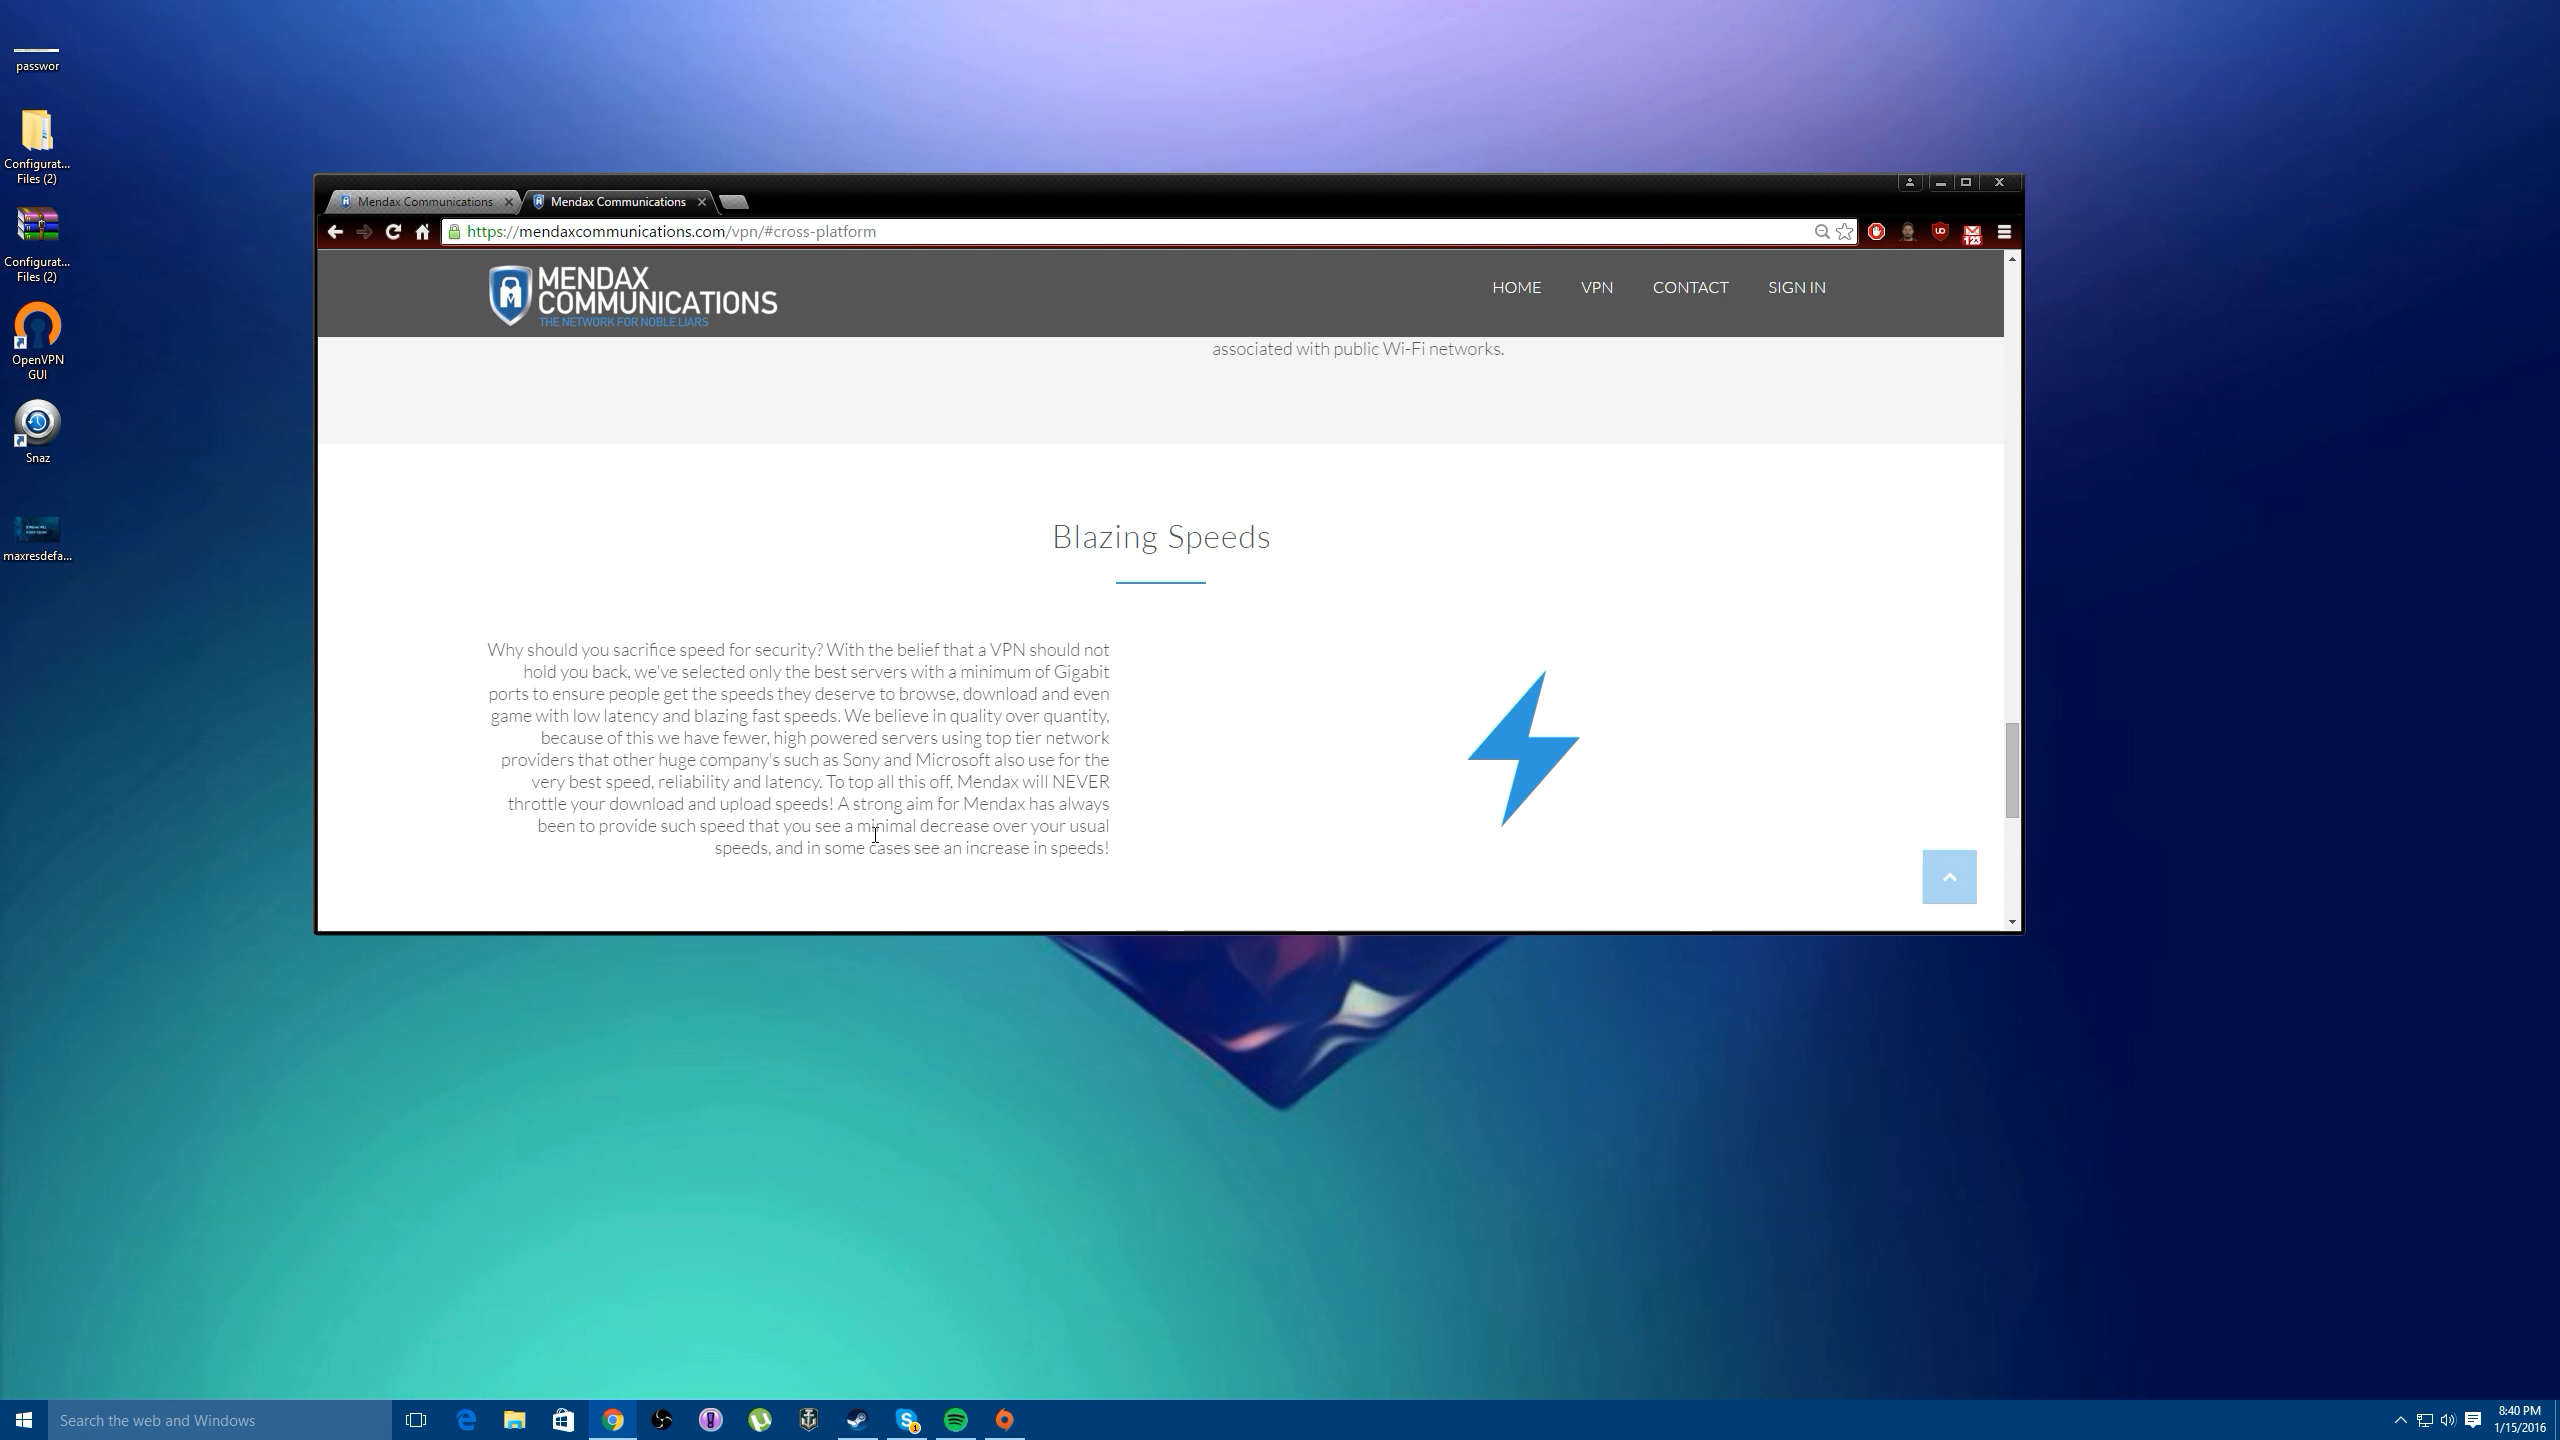 passwor
Configurat...
Files (2)
Configurat...
Files (2)
OpenVPN
GUI
Snaz
maxresdefa...
Mendax Communications
Mendax Communications
https://mendaxcommunications.com/vpn/#cross-platform
UD
123
MENDAX
COMMUNICATIONS
THE NETWORK FOR NOBLE LIARS
HOME VPN CONTACT SIGN IN
associated with public Wi-Fi networks.
Blazing Speeds
Why should you sacrifice speed for security? With the belief that a VPN should not
hold you back, we've selected only the best servers with a minimum of Gigabit
ports to ensure people get the speeds they deserve to browse, download and even
game with low latency and blazing fast speeds. We believe in quality over quantity,
because of this we have fewer, high powered servers using top tier network
providers that other huge company's such as Sony and Microsoft also use for the
very best speed, reliability and latency. To top all this off, Mendax will NEVER
throttle your download and upload speeds! A strong aim for Mendax has always
been to provide such speed that you see a minimal decrease over your usual
speeds, and in some cases see an increase in speeds!
Search the web and Windows
1
8:40 PM
1/15/2016